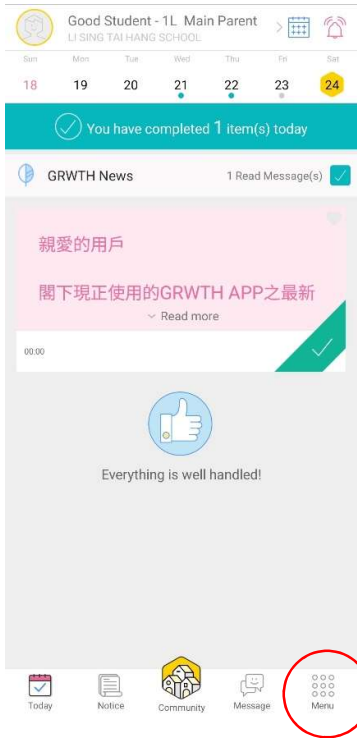 Good Student - 1L Main Parent
LI SING TAI HANG SCHOOL
Sun Mon Tue Wed Thu Fri Sat
18 19 20 21 22 23 24
You have completed 1 item(s) today
GRWTH News 1 Read Message(s)
親愛的用戶
閣下現正使用的GRWTH APP之最新
Read more
00:00
Everything is well handled!
Today Notice Community Message Menu